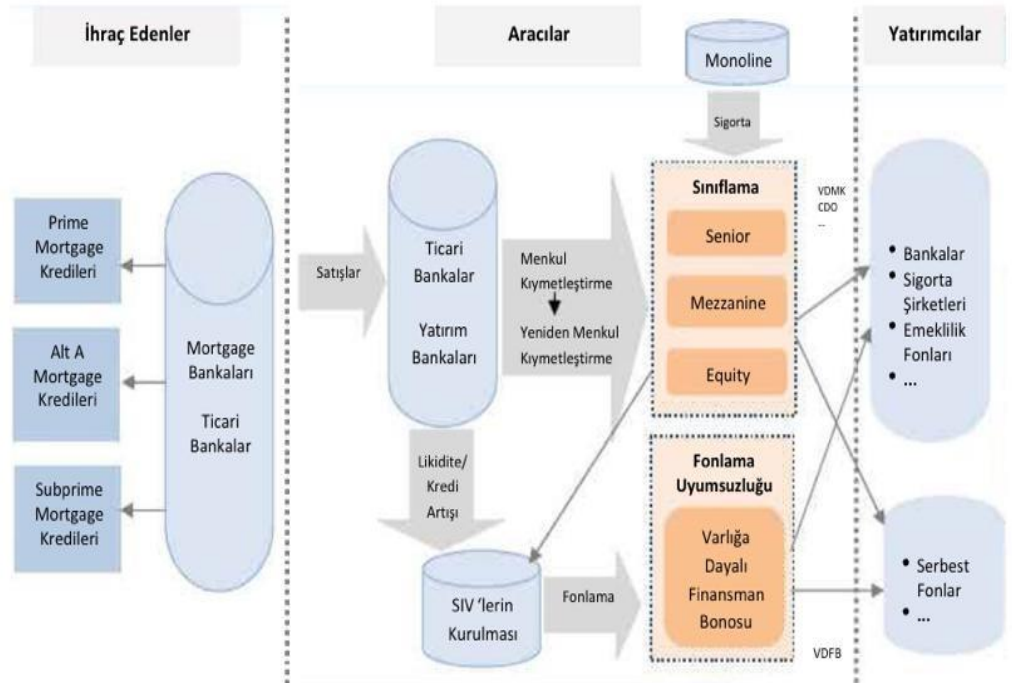 İhraç Edenler
Aracılar
Yatırımcılar
Monoline
Sigorta
Prime
Mortgage
Kredileri
Alt A
Mortgage
Kredileri
Subprime
Mortgage
Kredileri
Mortgage
Bankaları
Ticari
Bankalar
Satışlar
Ticari
Bankalar
Yatırım
Bankaları
Menkul
Kıymetleştirme
Yeniden Menkul
Kıymetleştirme
Sınıflama
Senior
Mezzanine
Equity
VDMK
CDO
..
Likidite/
Kredi
Artışı
SIV ‘lerin
Kurulması
Fonlama
Fonlama
Uyumsuzluğu
Varlığa
Dayalı
Finansman
Bonosu
VDFB
• Bankalar
• Sigorta
Şirketleri
• Emeklilik
Fonları
• ...
• Serbest
Fonlar
• ...